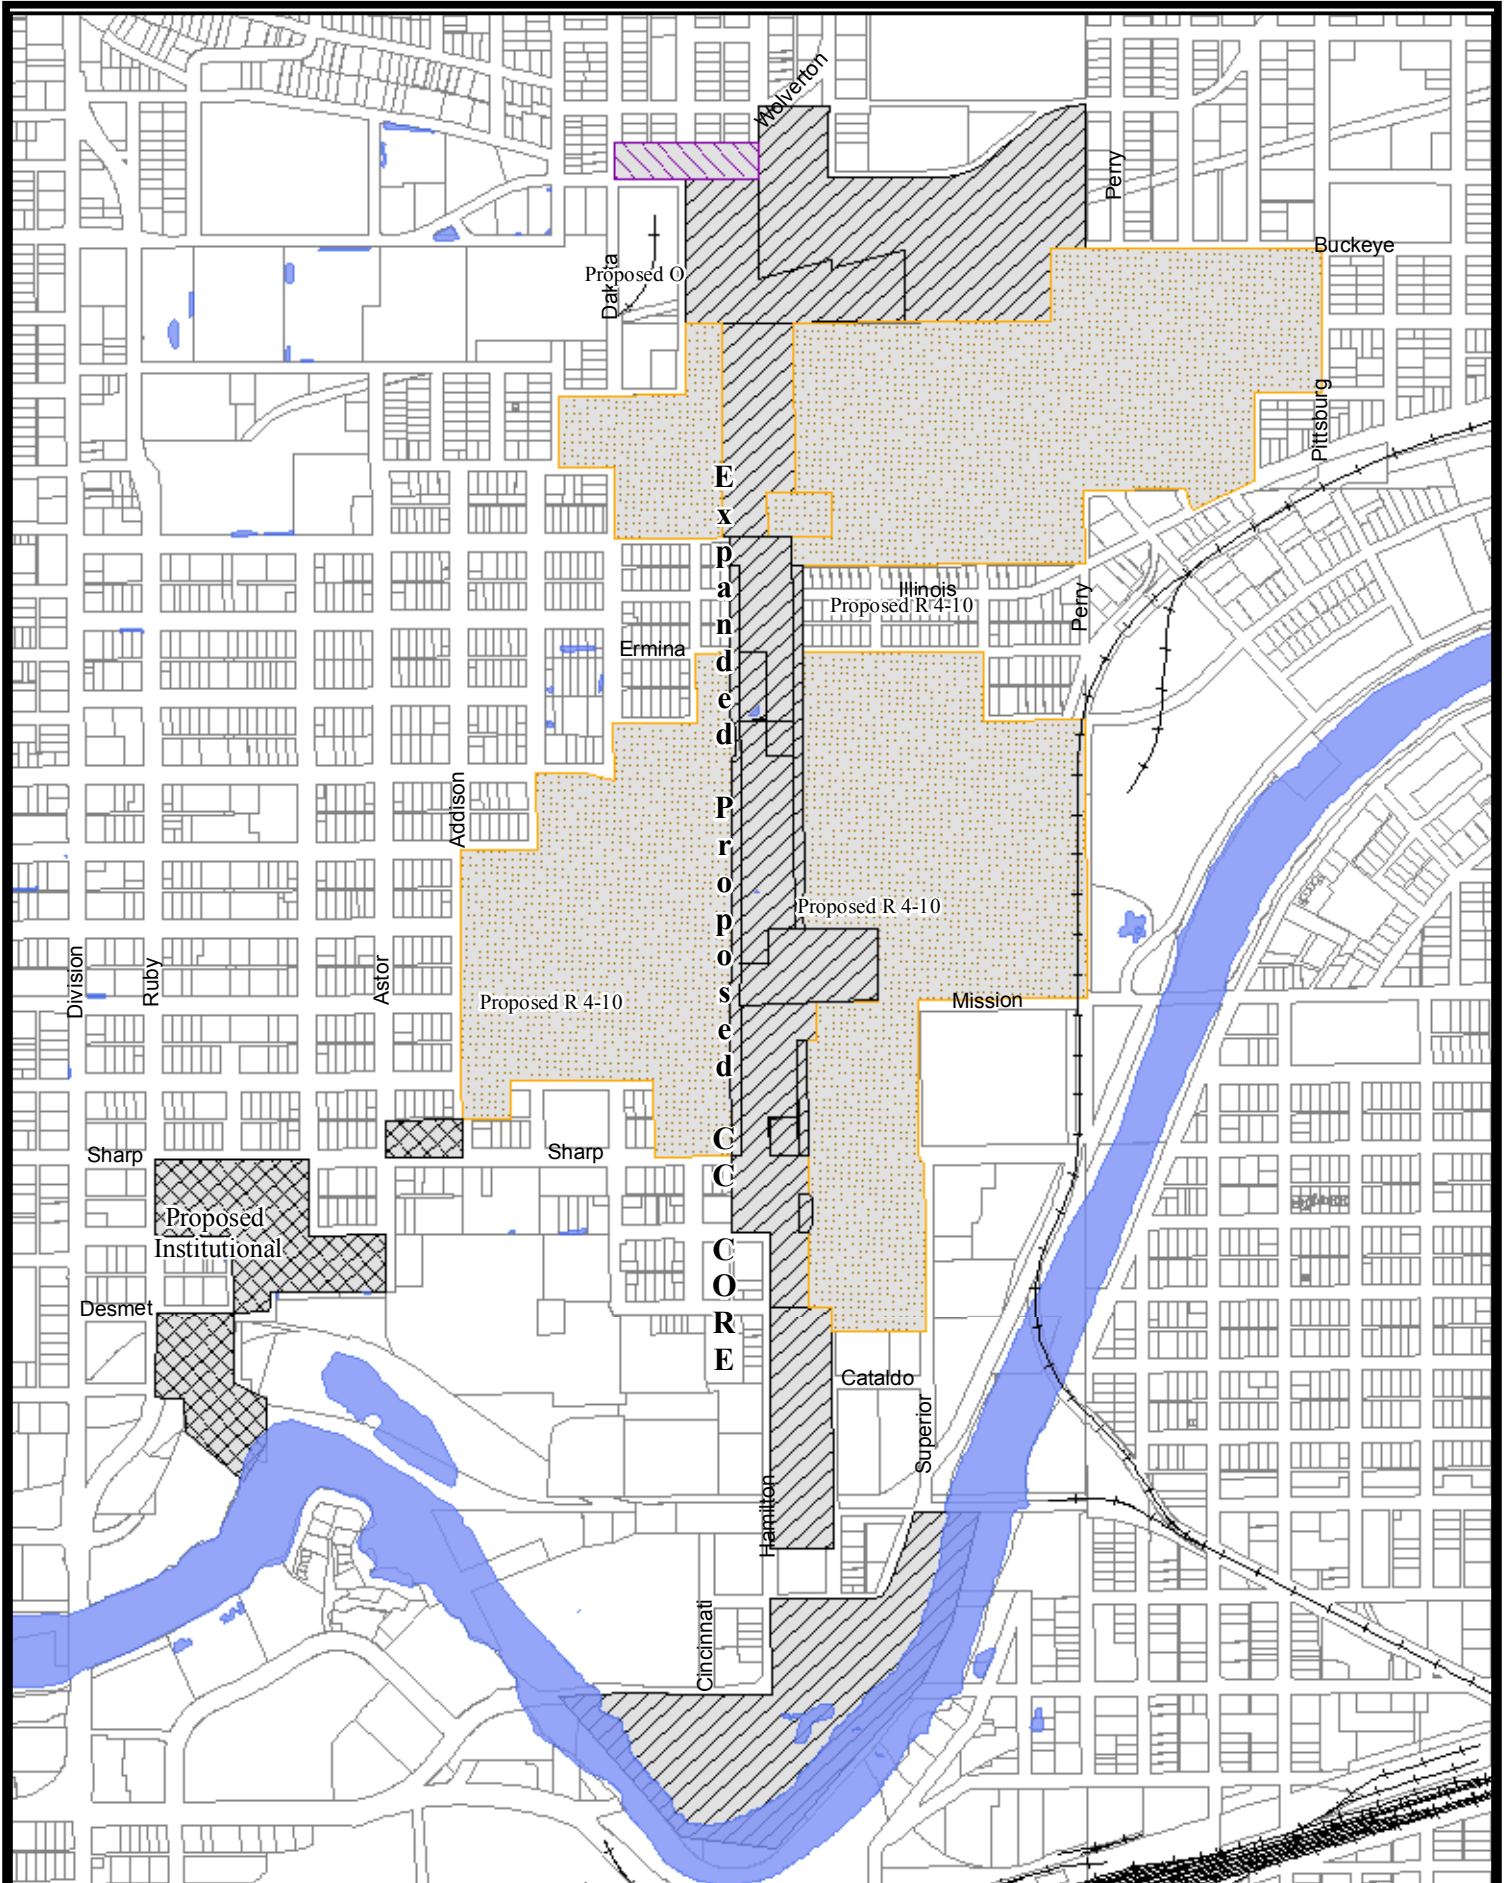 Wolverton
Perry
Buckeye
Dakota
Proposed O
Pittsburg
Expanded Proposed CC CORE
Illinois
Proposed R 4-10
Perry
Ermina
Addison
Proposed R 4-10
Division
Ruby
Astor
Proposed R 4-10
Mission
Sharp
Sharp
Proposed
Institutional
Desmet
Cataldo
Superior
Hamilton
Cincinnati